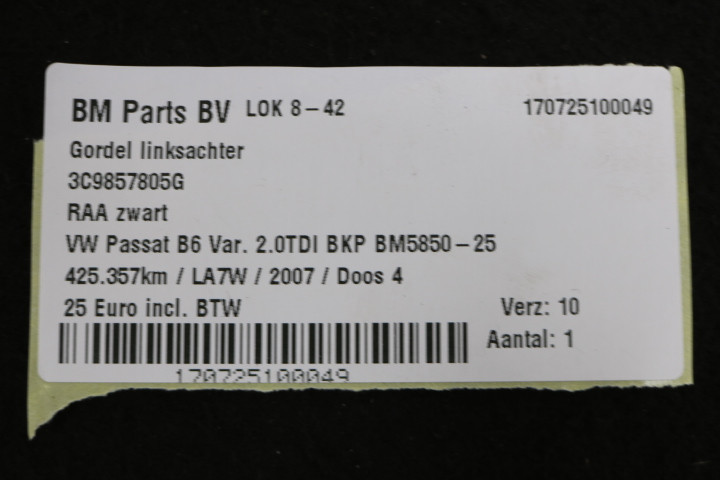 BM Parts BV LOK 8-42 170725100049
Gordel linksachter
3C9857805G
RAA zwart
VW Passat B6 Var. 2.0TDI BKP BM5850-25
425.357km / LA7W / 2007 / Doos 4
25 Euro incl. BTW Verz: 10
Aantal: 1
170725100049